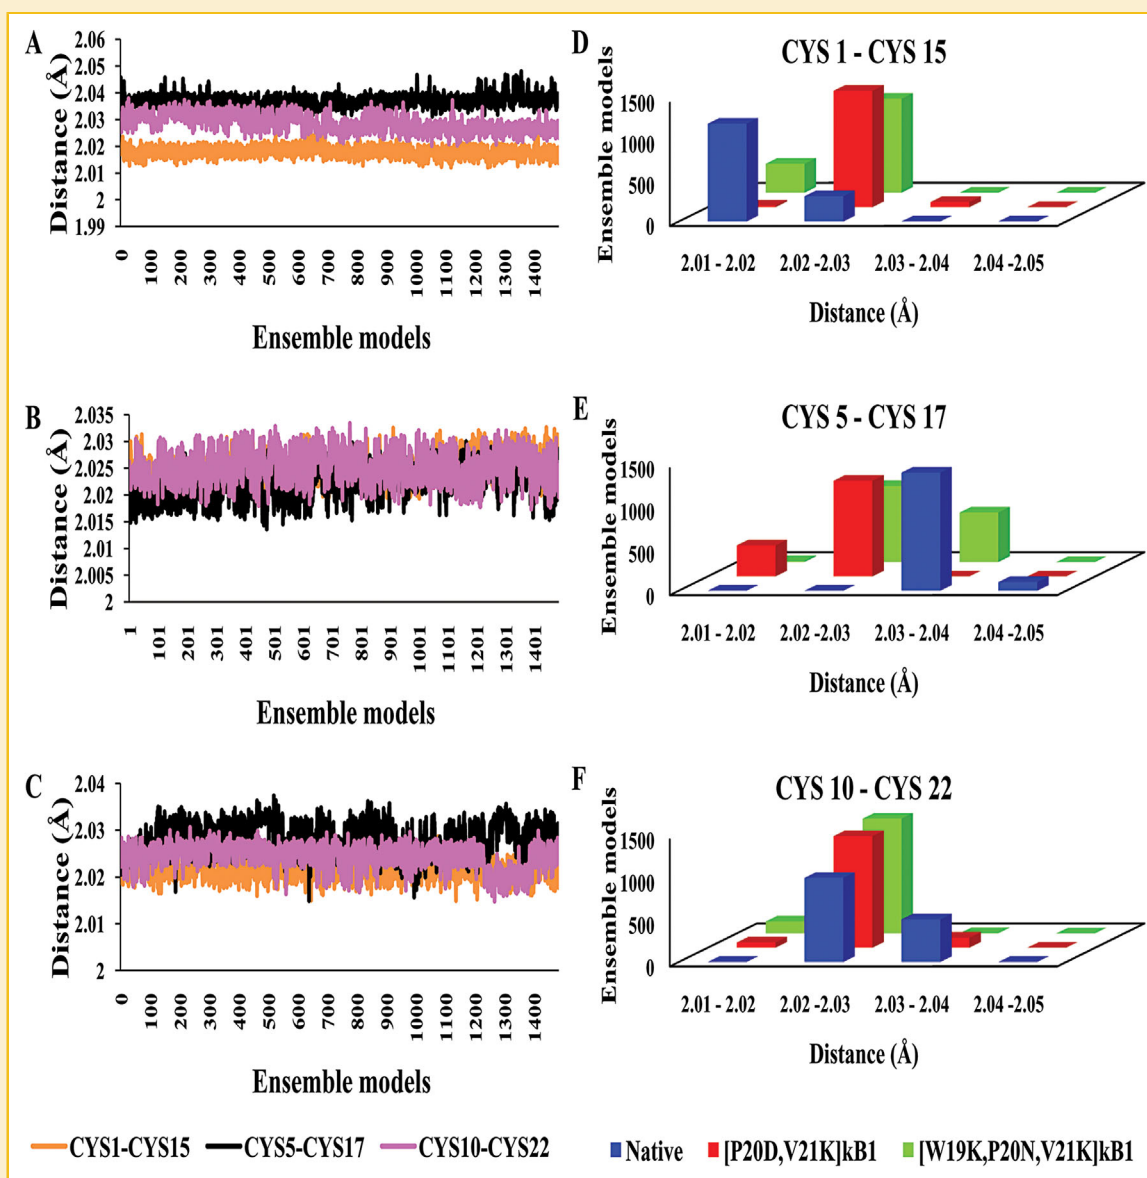 A
Distance (Å)
2.06
2.05
2.04
2.03
2.02
2.01
2
1.99
0 100 200 300 400 500 600 700 800 900 1000 1100 1200 1300 1400
Ensemble models
D
CYS 1 - CYS 15
Ensemble models
1500
1000
500
0
2.01 - 2.02 2.02 -2.03 2.03 - 2.04 2.04 -2.05
Distance (Å)
B
Distance (Å)
2.035
2.03
2.025
2.02
2.015
2.01
2.005
2
1 101 201 301 401 501 601 701 801 901 1001 1101 1201 1301 1401
Ensemble models
E
CYS 5 - CYS 17
Ensemble models
1500
1000
500
0
2.01 - 2.02 2.02 -2.03 2.03 - 2.04 2.04 -2.05
Distance (Å)
C
Distance (Å)
2.04
2.03
2.02
2.01
2
0 100 200 300 400 500 600 700 800 900 1000 1100 1200 1300 1400
Ensemble models
F
CYS 10 - CYS 22
Ensemble models
1500
1000
500
0
2.01 - 2.02 2.02 -2.03 2.03 - 2.04 2.04 -2.05
Distance (Å)
CYS1-CYS15 CYS5-CYS17 CYS10-CYS22
Native [P20D,V21K]kB1 [W19K,P20N,V21K]kB1